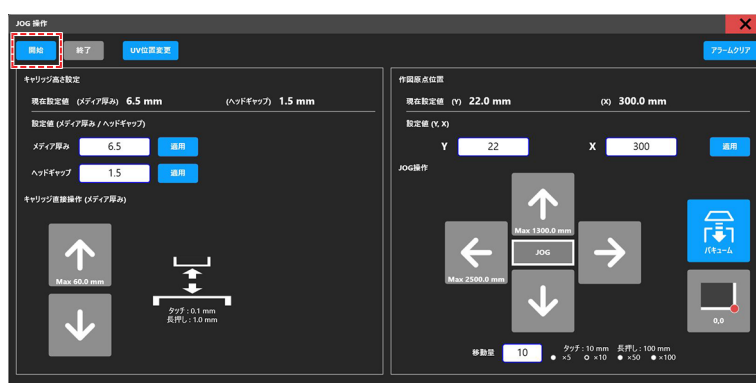 JOG 操作
開始 終了 UV位置変更 アラームクリア
キャリッジ高さ設定
現在設定値 (メディア厚み) 6.5 mm (ヘッドギャップ) 1.5 mm
設定値 (メディア厚み / ヘッドギャップ)
メディア厚み 6.5 適用
ヘッドギャップ 1.5 適用
キャリッジ直接操作 (メディア厚み)
Max 60.0 mm
タッチ : 0.1 mm
長押し : 1.0 mm
作図原点位置
現在設定値 (Y) 22.0 mm (X) 300.0 mm
設定値 (Y, X)
Y 22 X 300 適用
JOG操作
Max 1300.0 mm
JOG
Max 2500.0 mm
バキューム
0,0
移動量 10 タッチ : 10 mm 長押し : 100 mm
×5 ×10 ×50 ×100